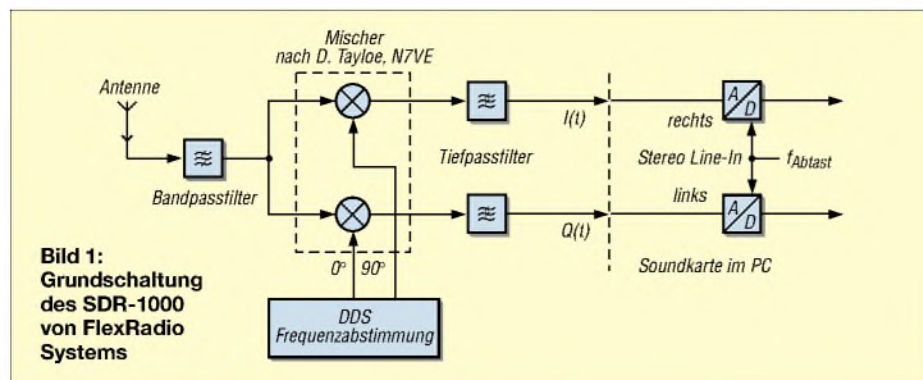 Mischer
nach D. Tayloe, N7VE
Antenne
I(t)
rechts
A
D
Bandpassfilter
Tiefpassfilter
Stereo Line-In
fAbtast
links
A
D
Q(t)
0° 90°
Soundkarte im PC
DDS
Frequenzabstimmung
Bild 1:
Grundschaltung
des SDR-1000
von FlexRadio
Systems